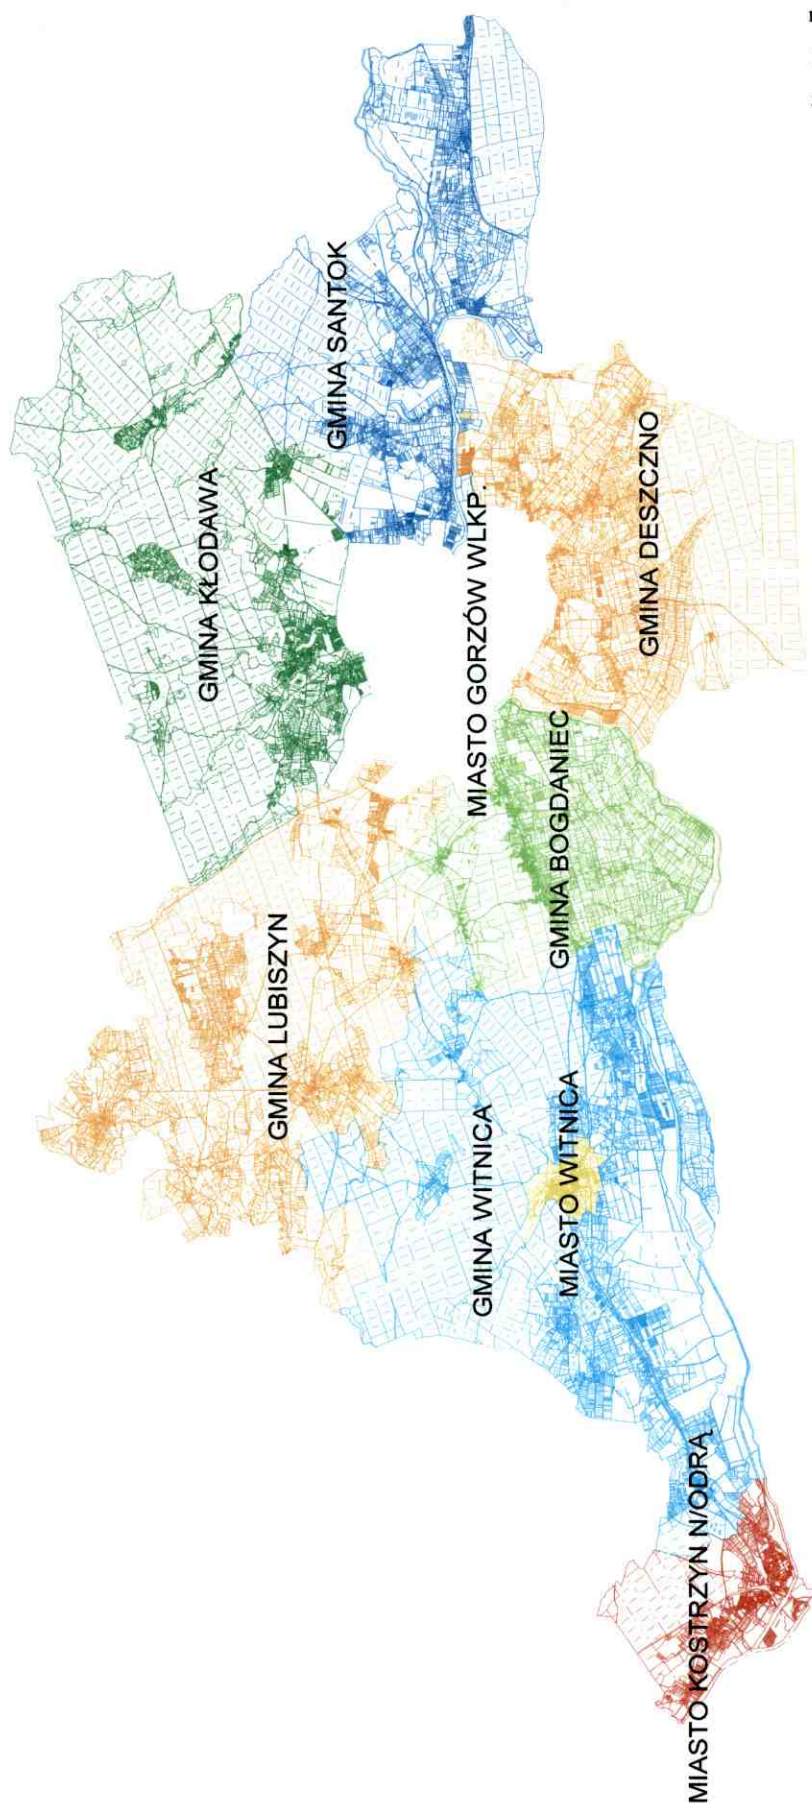 GMINA KŁODAWA
GMINA SANTOK
GMINA LUBISZYN
MIASTO GORZÓW WLKP.
GMINA WITNICA
GMINA BOGDANIEC
MIASTO WITNICA
GMINA DESZCZNO
MIASTO KOSTRZYN N/ODRĄ